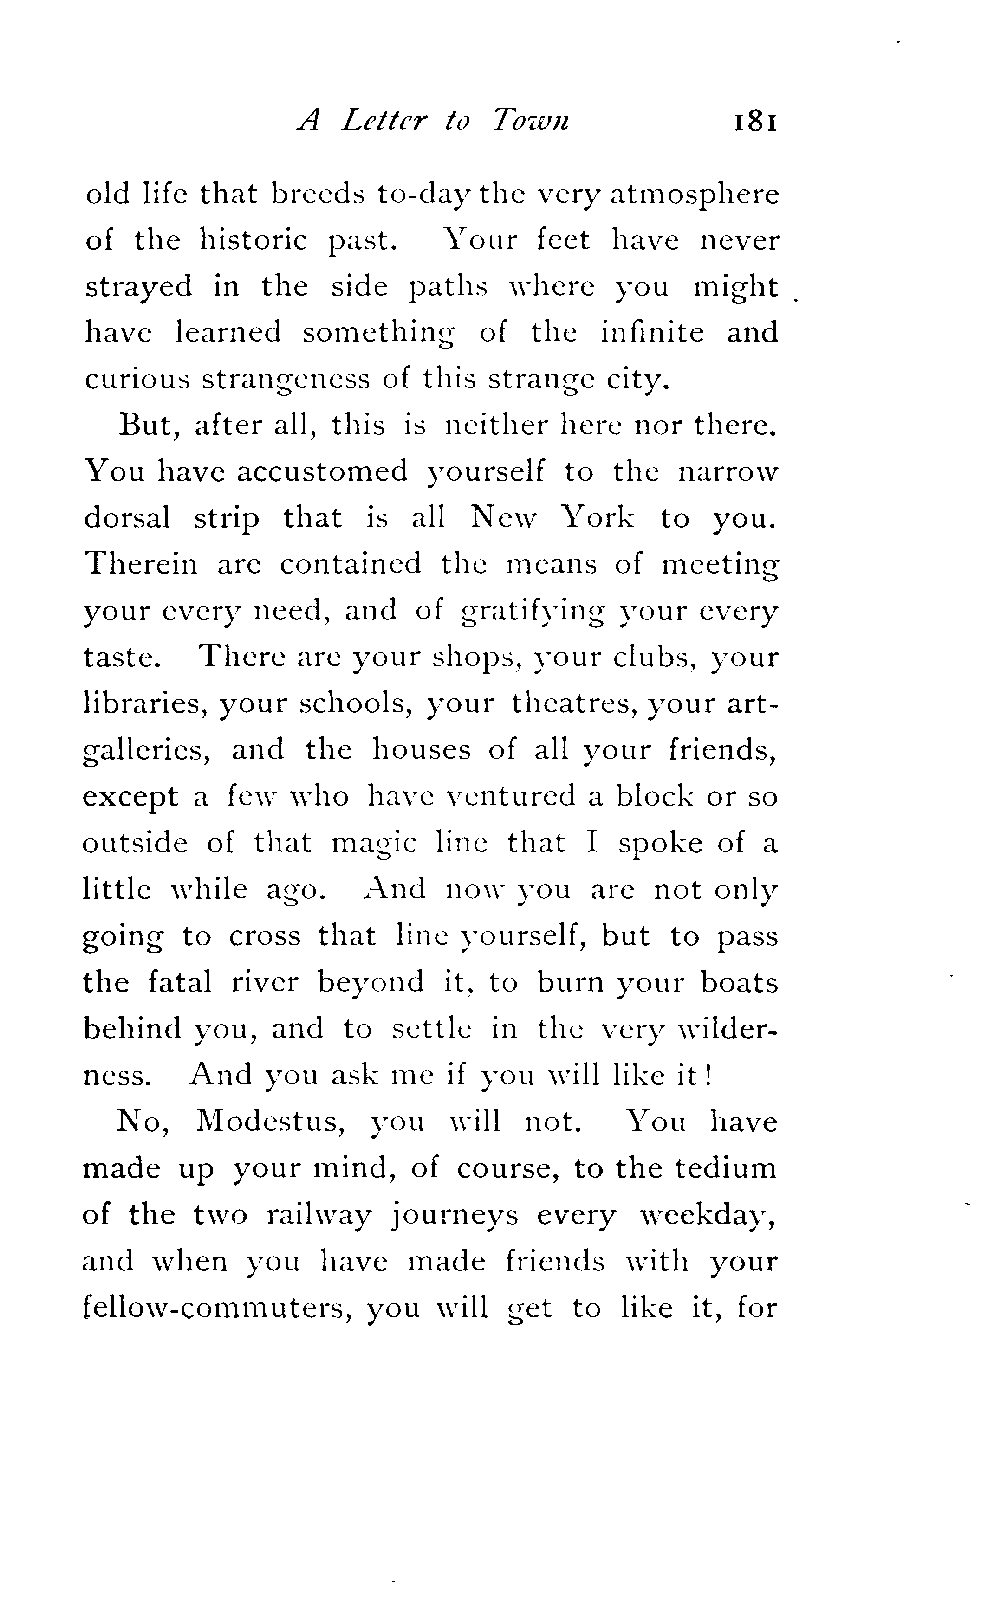 A Letter to Town 181
old life that breeds to-day the very atmosphere
of the historic past. Your feet have never
strayed in the side paths where you might
have learned something of the infinite and
curious strangeness of this strange city.
But, after all, this is neither here nor there.
You have accustomed yourself to the narrow
dorsal strip that is all New York to you.
Therein are contained the means of meeting
your every need, and of gratifying your every
taste. There are your shops, your clubs, your
libraries, your schools, your theatres, your art-
galleries, and the houses of all your friends,
except a few who have ventured a block or so
outside of that magic line that I spoke of a
little while ago. And now you are not only
going to cross that line yourself, but to pass
the fatal river beyond it, to burn your boats
behind you, and to settle in the very wilder-
ness. And you ask me if you will like it!
No, Modestus, you will not. You have
made up your mind, of course, to the tedium
of the two railway journeys every weekday,
and when you have made friends with your
fellow-commuters, you will get to like it, for